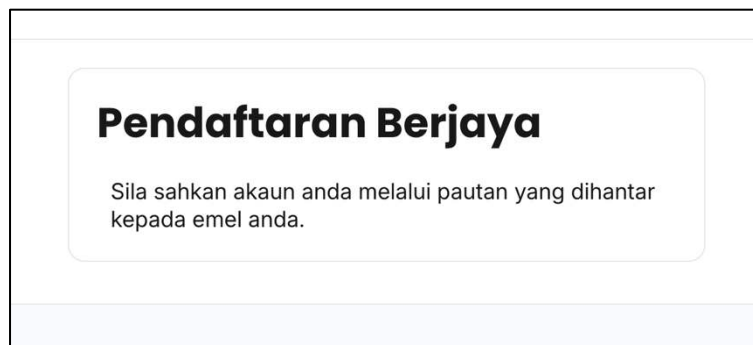 Pendaftaran Berjaya
Sila sahkan akaun anda melalui pautan yang dihantar
kepada emel anda.